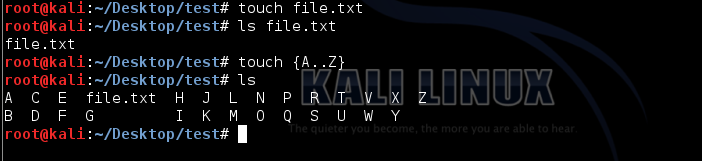 root@kali:~/Desktop/test# touch file.txt
root@kali:~/Desktop/test# ls file.txt
file.txt
root@kali:~/Desktop/test# touch {A..Z}
root@kali:~/Desktop/test# ls
A  C  E  file.txt  H  J  L  N  P  R  T  V  X  Z
B  D  F  G         I  K  M  O  Q  S  U  W  Y
root@kali:~/Desktop/test#
KALI LINUX
The quieter you become, the more you are able to hear.